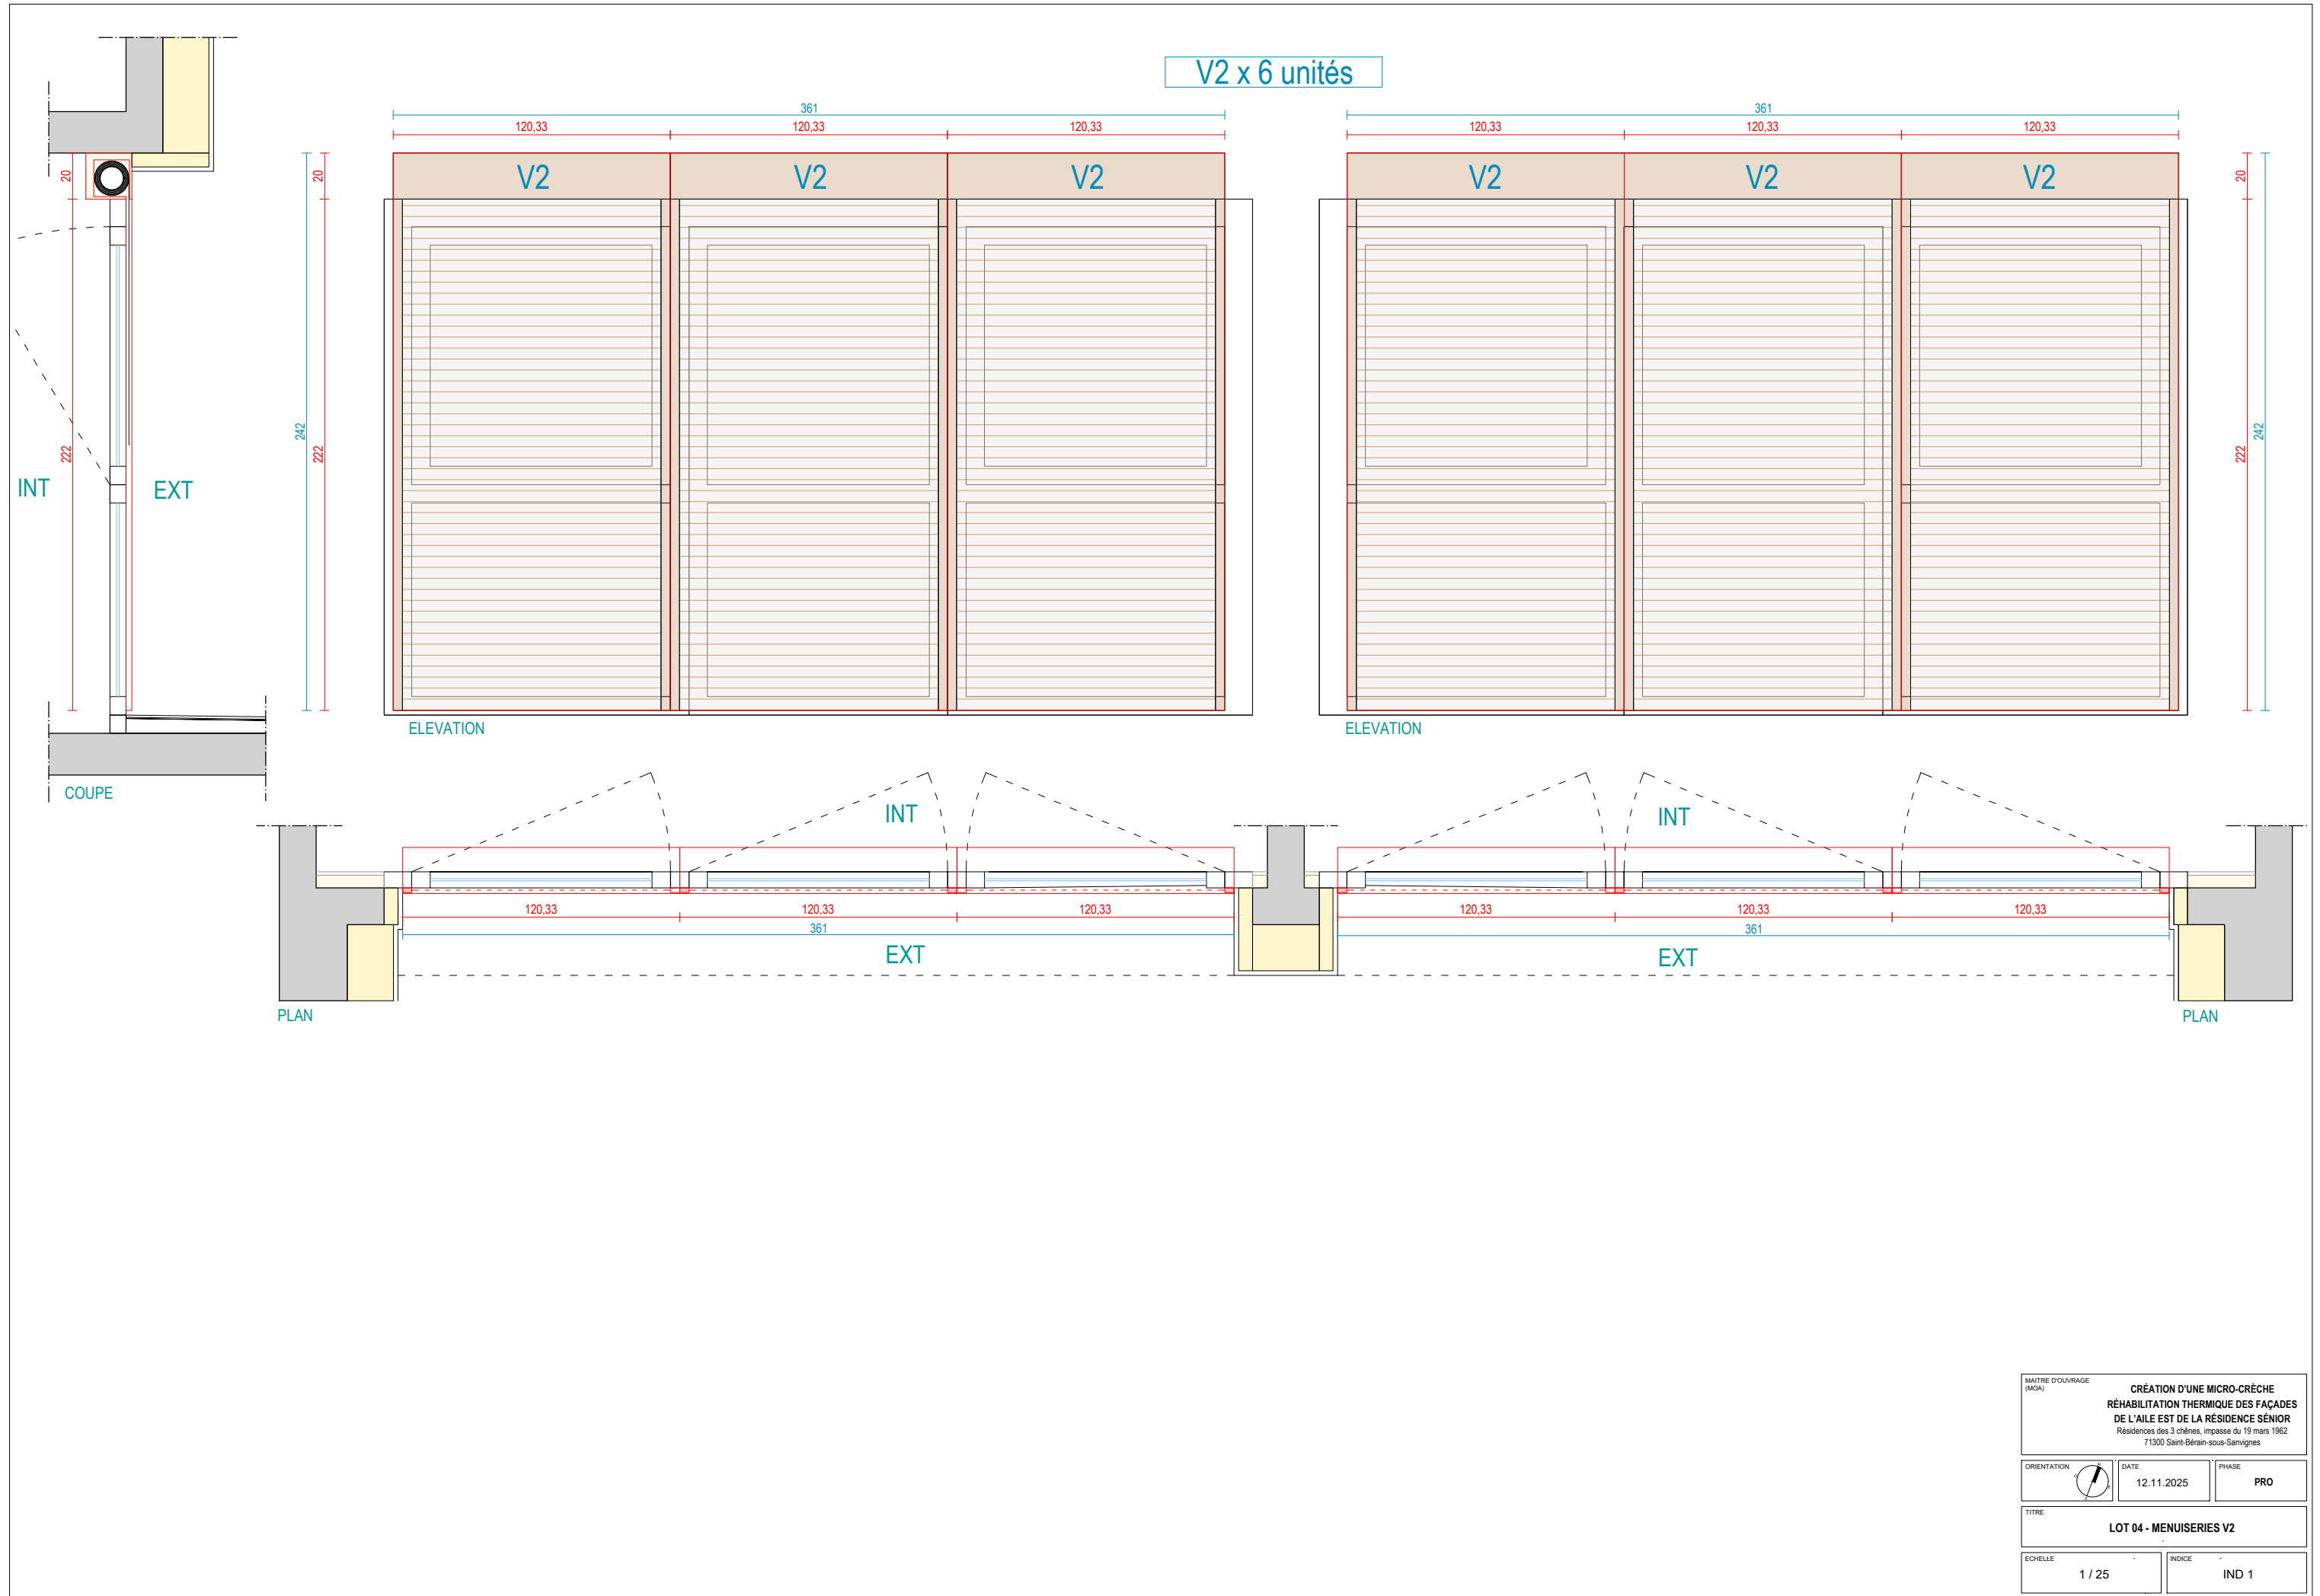 V2 x 6 unités
361
361
120,33
120,33
120,33
120,33
120,33
120,33
20
20
V2
V2
V2
V2
V2
V2
20
242
222
222
222
242
INT
EXT
ELEVATION
ELEVATION
COUPE
INT
INT
120,33
120,33
120,33
120,33
120,33
120,33
361
361
EXT
EXT
PLAN
PLAN
MAITRE D'OUVRAGE
(MOA)
CRÉATION D'UNE MICRO-CRÈCHE
RÉHABILITATION THERMIQUE DES FAÇADES
DE L'AILE EST DE LA RÉSIDENCE SÉNIOR
Résidences des 3 chênes, impasse du 19 mars 1962
71300 Saint-Bérain-sous-Sanvignes
ORIENTATION
DATE
12.11.2025
PHASE
PRO
TITRE
LOT 04 - MENUISERIES V2
ECHELLE
1 / 25
INDICE
IND 1